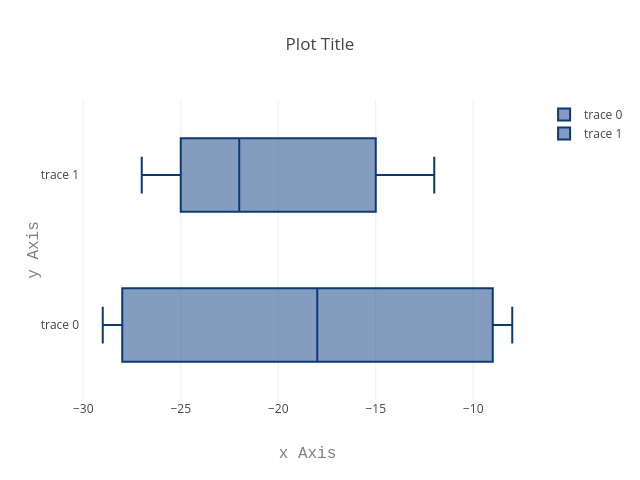 Plot Title
trace 0
trace 1
trace 1
trace 0
y Axis
−30
−25
−20
−15
−10
x Axis